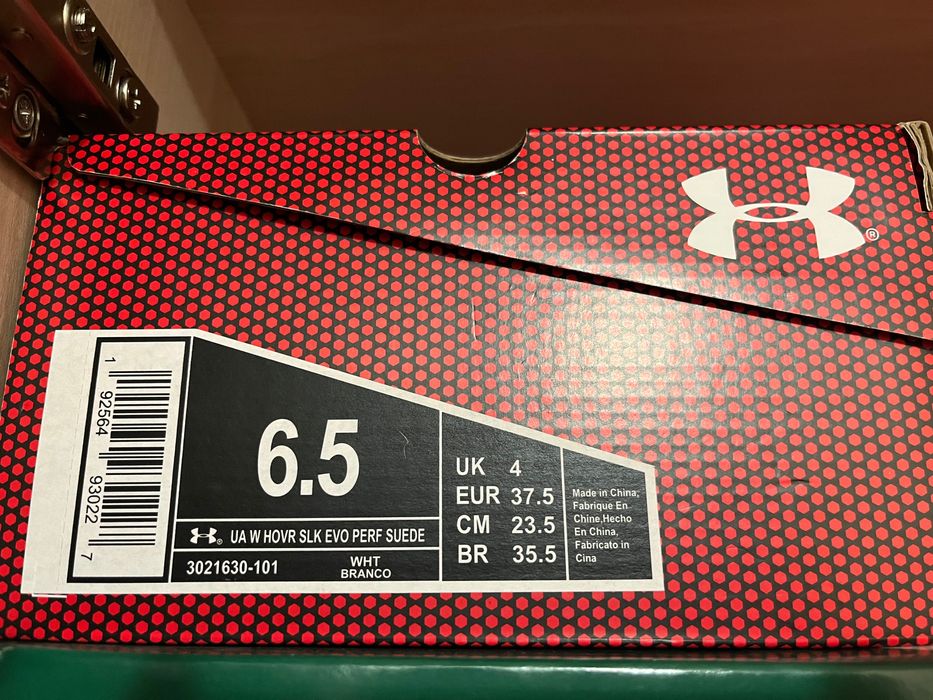 ®
1 92564 93022 7
6.5
® UA W HOVR SLK EVO PERF SUEDE
3021630-101
WHT
BRANCO
UK 4
EUR 37.5
CM 23.5
BR 35.5
Made in China,
Fabrique En
Chine,Hecho
En China,
Fabricato in
Cina